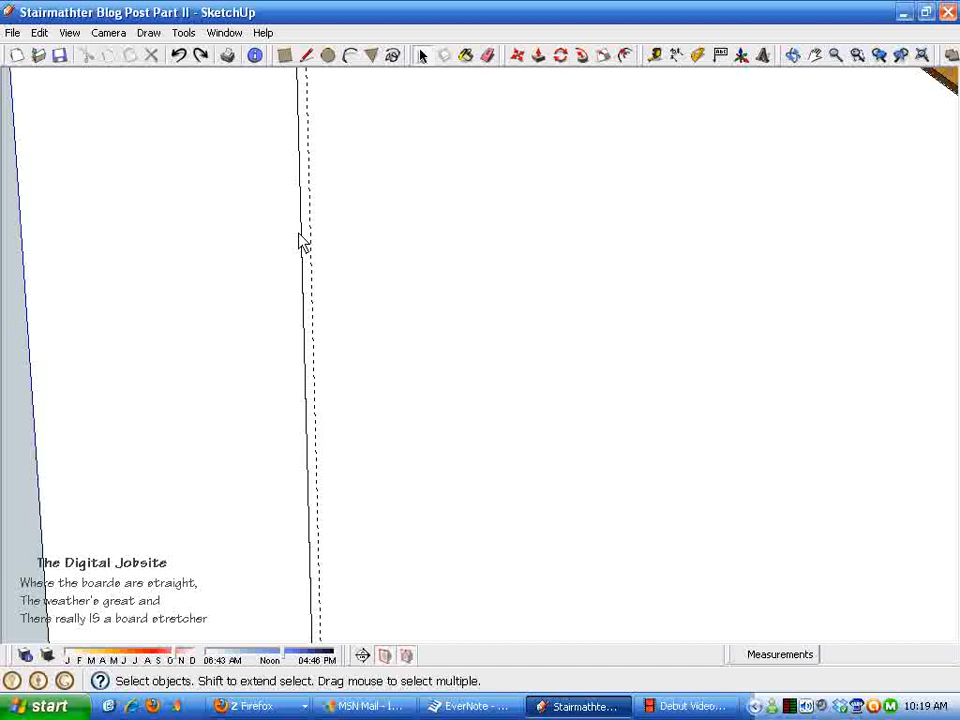 Stairmathter Blog Post Part II - SketchUp
File Edit View Camera Draw Tools Window Help
The Digital Jobsite
Where the boards are straight,
The weather's great and
There really IS a board stretcher
J F M A M J J A S O N D 06:43 AM Noon 04:46 PM Measurements
Select objects. Shift to extend select. Drag mouse to select multiple.
start 2 Firefox MSN Mail - I... EverNote - ... Stairmathte... Debut Video... 10:19 AM